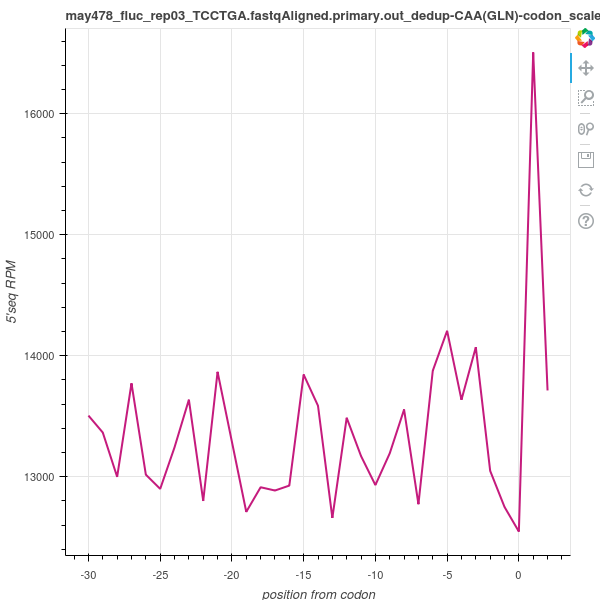 may478_fluc_rep03_TCCTGA.fastqAligned.primary.out_dedup-CAA(GLN)-codon_scale
16000
15000
14000
13000
5'seq RPM
-30 -25 -20 -15 -10 -5 0
position from codon